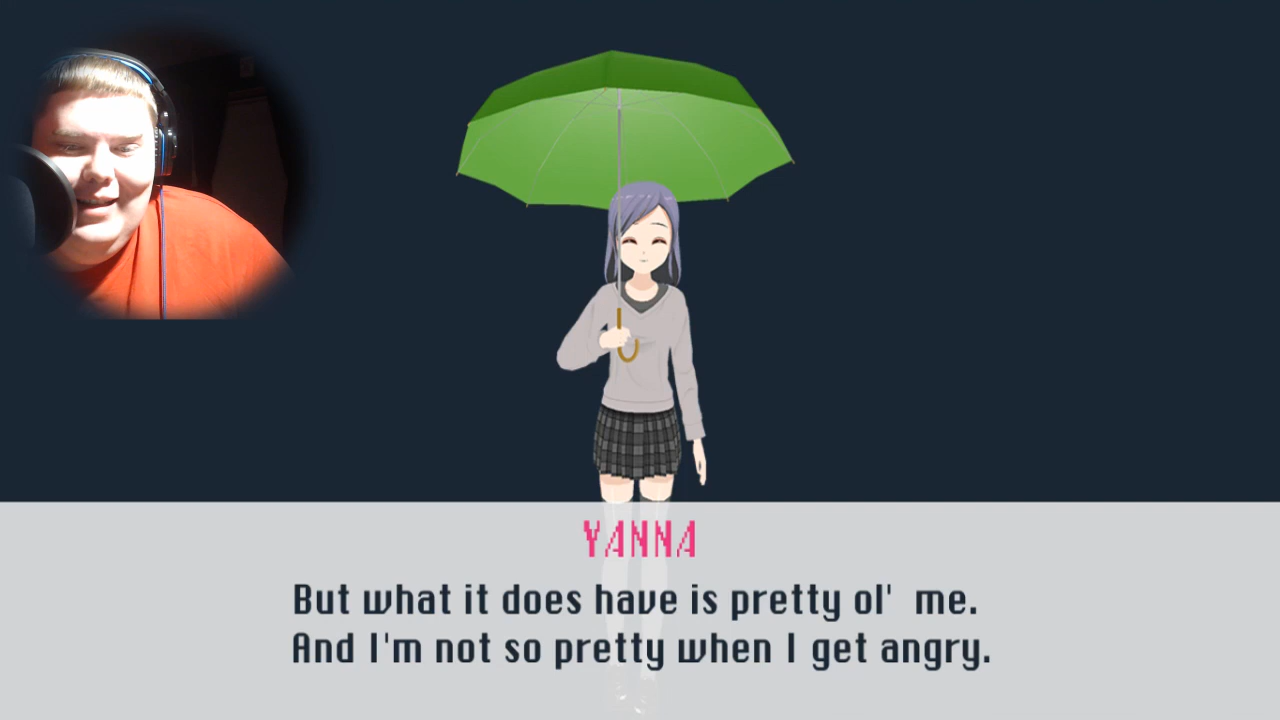 YANNA
But what it does have is pretty ol' me.
And I'm not so pretty when I get angry.